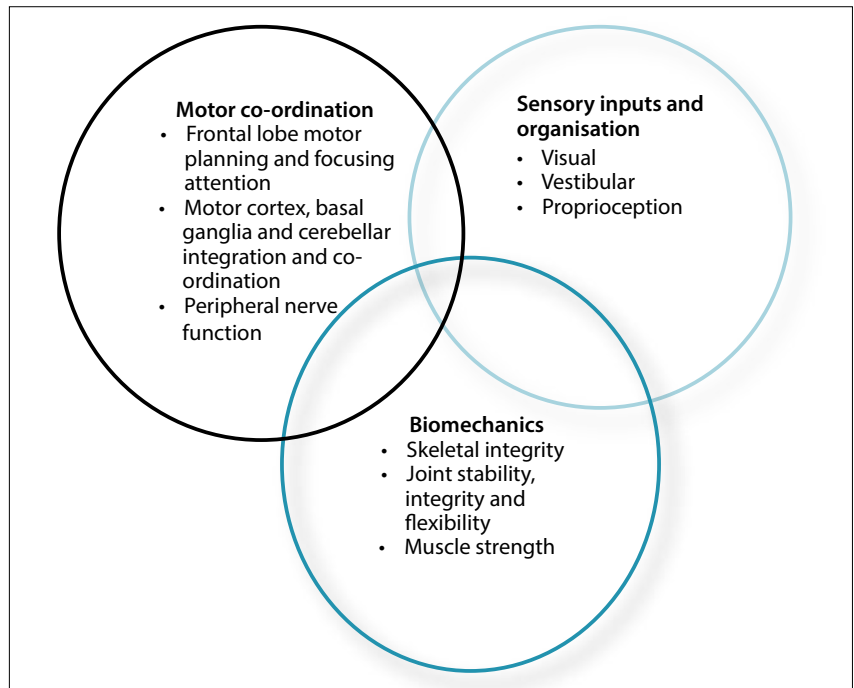 Motor co-ordination
• Frontal lobe motor
planning and focusing
attention
• Motor cortex, basal
ganglia and cerebellar
integration and co-
ordination
• Peripheral nerve
function
Sensory inputs and
organisation
• Visual
• Vestibular
• Proprioception
Biomechanics
• Skeletal integrity
• Joint stability,
integrity and
flexibility
• Muscle strength